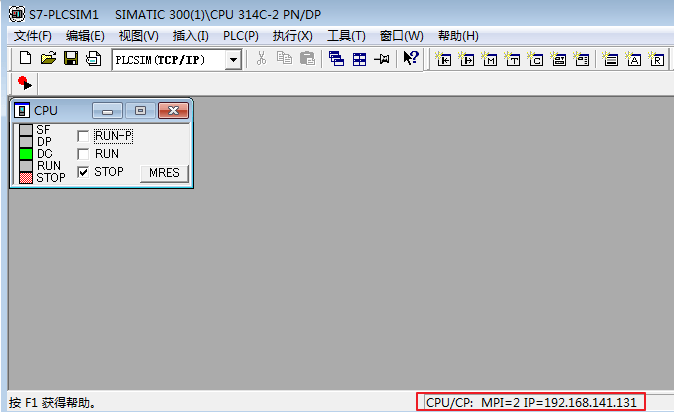 S7-PLCSIM1 SIMATIC 300(1)\CPU 314C-2 PN/DP
文件(F) 编辑(E) 视图(V) 插入(I) PLC(P) 执行(X) 工具(T) 窗口(W) 帮助(H)
PLCSIM(TCP/IP)
CPU
SF
DP
DC
RUN
STOP
RUN-P
RUN
STOP
MRES
按 F1 获得帮助。
CPU/CP: MPI=2 IP=192.168.141.131